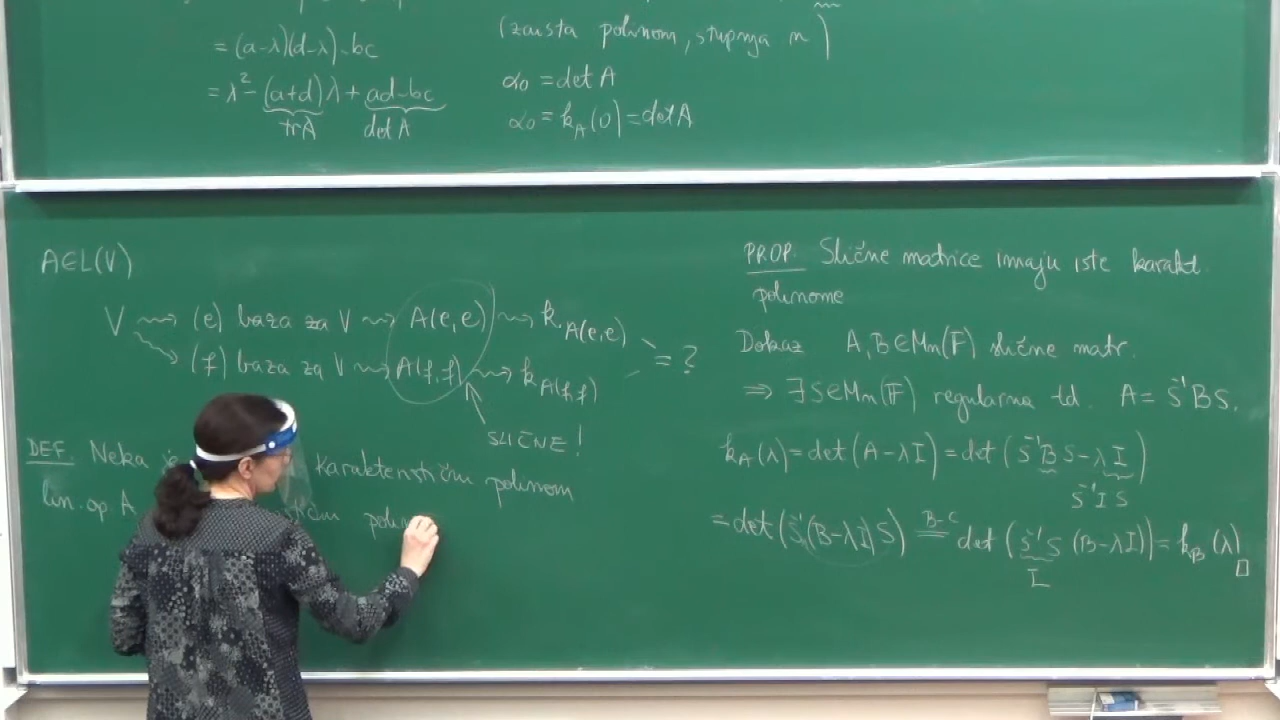 = (a-λ)(d-λ)-bc
= λ² - (a+d)λ + ad-bc
trA detA
(zaista polinom, stupnja n)
α₀ = det A
α₀ = k_A(0) = det A
A∈L(V)
V ⇝ (e) baza za V ⇝ A(e,e) ⇝ k_A(e,e)
⇝ (f) baza za V ⇝ A(f,f) ⇝ k_A(f,f)
= ?
SLIČNE!
DEF. Neka je karakteristični polinom
lin. op A
PROP. Slične matrice imaju iste karakt.
polinome
Dokaz A,B∈Mn(F) slične matr.
⇒ ∃S∈Mn(F) regularna td. A = S⁻¹BS.
k_A(λ) = det(A-λI) = det(S⁻¹BS-λI)
S⁻¹IS
= det(S⁻¹(B-λI)S) =^{B-C} det(S⁻¹S(B-λI)) = k_B(λ) □
I